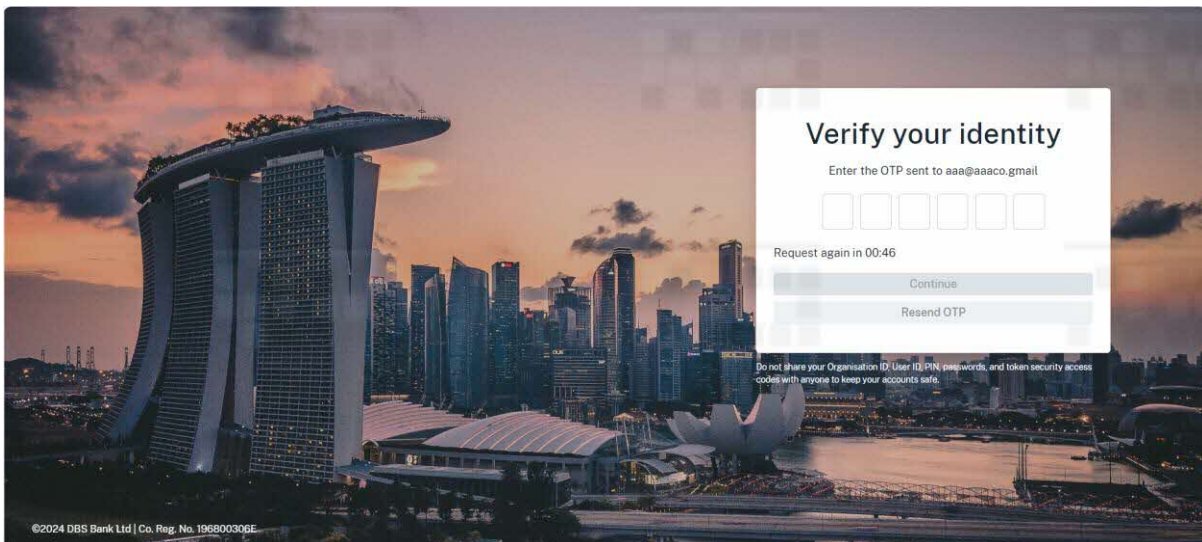 Verify your identity
Enter the OTP sent to aaa@aaaco.gmail
Request again in 00:46
Continue
Resend OTP
Do not share your Organisation ID, User ID, PIN, passwords, and token security access
codes with anyone to keep your accounts safe.
©2024 DBS Bank Ltd | Co. Reg. No. 196800306E